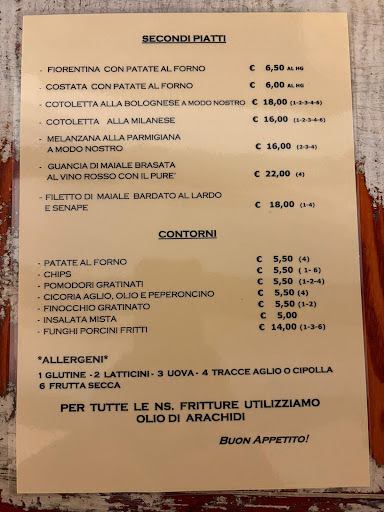 SECONDI PIATTI
- FIORENTINA CON PATATE AL FORNO € 6,50 AL HG
- COSTATA CON PATATE AL FORNO € 6,00 AL HG
- COTOLETTA ALLA BOLOGNESE A MODO NOSTRO € 18,00 (1-2-3-4-6)
- COTOLETTA ALLA MILANESE € 16,00 (1-2-3-4-6)
- MELANZANA ALLA PARMIGIANA
A MODO NOSTRO € 16,00 (2-3-4)
- GUANCIA DI MAIALE BRASATA
AL VINO ROSSO CON IL PURE' € 22,00 (4)
- FILETTO DI MAIALE BARDATO AL LARDO
E SENAPE € 18,00 (1-4)
CONTORNI
- PATATE AL FORNO € 5,50 (4)
- CHIPS € 5,50 ( 1- 6)
- POMODORI GRATINATI € 5,50 (1-2-4)
- CICORIA AGLIO, OLIO E PEPERONCINO € 5,50 (4)
- FINOCCHIO GRATINATO € 5,50 (1-2)
- INSALATA MISTA € 5,00
- FUNGHI PORCINI FRITTI € 14,00 (1-3-6)
*ALLERGENI*
1 GLUTINE - 2 LATTICINI - 3 UOVA - 4 TRACCE AGLIO O CIPOLLA
6 FRUTTA SECCA
PER TUTTE LE NS. FRITTURE UTILIZZIAMO
OLIO DI ARACHIDI
BUON APPETITO!